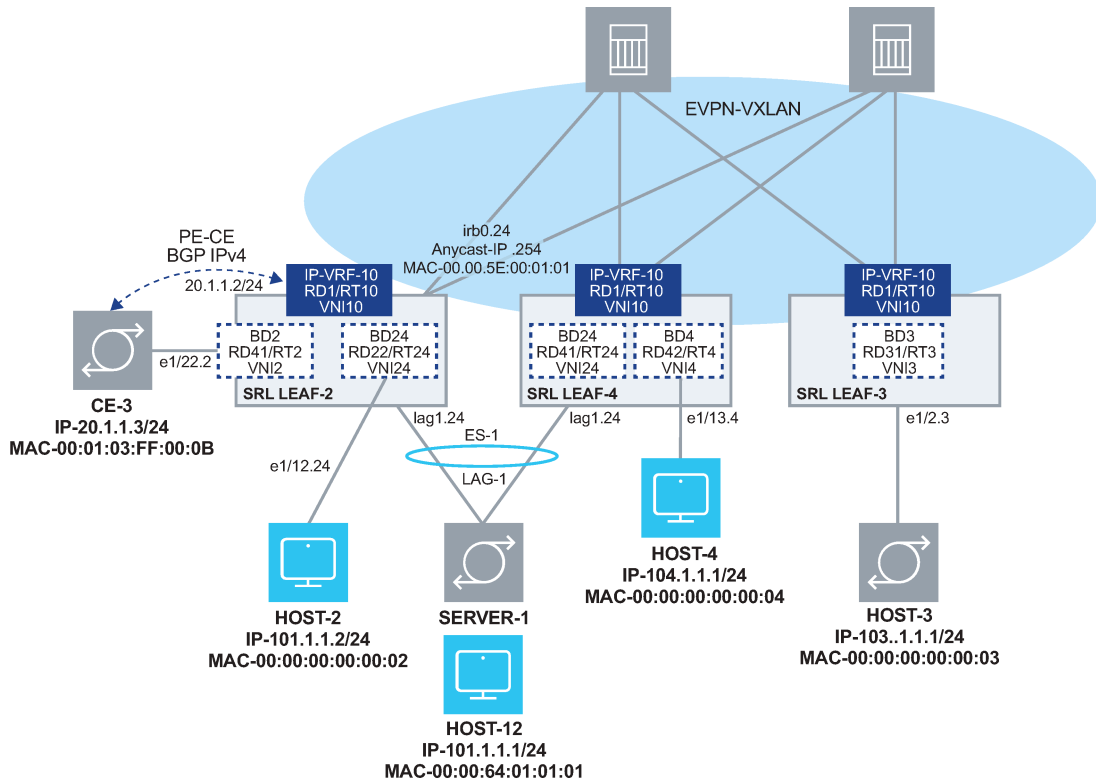 EVPN-VXLAN
irb0.24
Anycast-IP .254
MAC-00.00.5E:00:01:01
PE-CE
BGP IPv4
20.1.1.2/24
IP-VRF-10
RD1/RT10
VNI10
IP-VRF-10
RD1/RT10
VNI10
IP-VRF-10
RD1/RT10
VNI10
BD2
RD41/RT2
VNI2
BD24
RD22/RT24
VNI24
SRL LEAF-2
BD24
RD41/RT24
VNI24
BD4
RD42/RT4
VNI4
SRL LEAF-4
BD3
RD31/RT3
VNI3
SRL LEAF-3
e1/22.2
CE-3
IP-20.1.1.3/24
MAC-00:01:03:FF:00:0B
lag1.24
lag1.24
e1/13.4
e1/2.3
ES-1
LAG-1
e1/12.24
HOST-2
IP-101.1.1.2/24
MAC-00:00:00:00:00:02
SERVER-1
HOST-12
IP-101.1.1.1/24
MAC-00:00:64:01:01:01
HOST-4
IP-104.1.1.1/24
MAC-00:00:00:00:00:04
HOST-3
IP-103..1.1.1/24
MAC-00:00:00:00:00:03